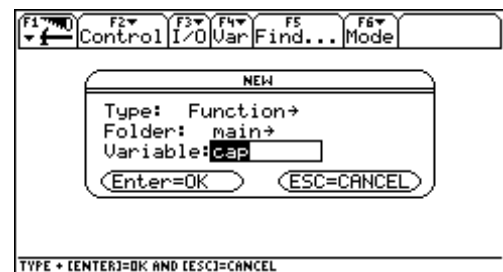 F1 F2 F3 F4 F5 F6
Control I/O Var Find... Mode
NEW
Type: Function→
Folder: main→
Variable: cap
Enter=OK ESC=CANCEL
TYPE + [ENTER]=OK AND [ESC]=CANCEL